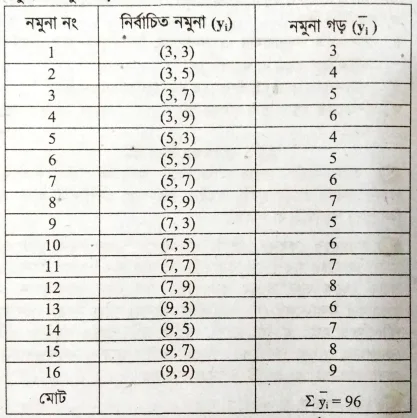 নমুনা নং নির্বাচিত নমুনা (yᵢ) নমুনা গড় (y̅ᵢ)
1 (3, 3) 3
2 (3, 5) 4
3 (3, 7) 5
4 (3, 9) 6
5 (5, 3) 4
6 (5, 5) 5
7 (5, 7) 6
8 (5, 9) 7
9 (7, 3) 5
10 (7, 5) 6
11 (7, 7) 7
12 (7, 9) 8
13 (9, 3) 6
14 (9, 5) 7
15 (9, 7) 8
16 (9, 9) 9
মোট Σ y̅ᵢ = 96